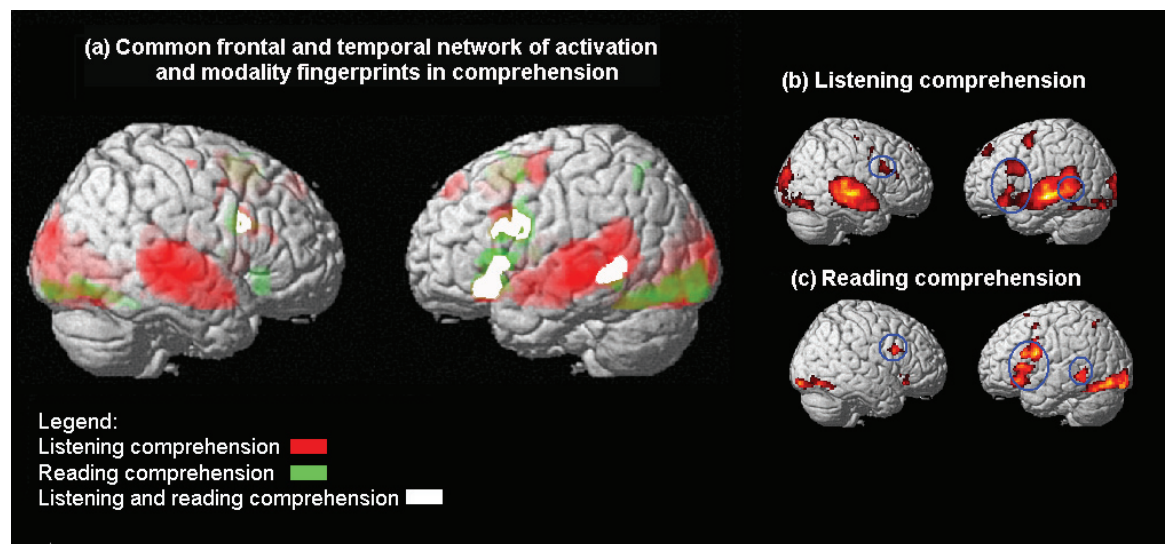 (a) Common frontal and temporal network of activation
and modality fingerprints in comprehension
(b) Listening comprehension
(c) Reading comprehension
Legend:
Listening comprehension
Reading comprehension
Listening and reading comprehension